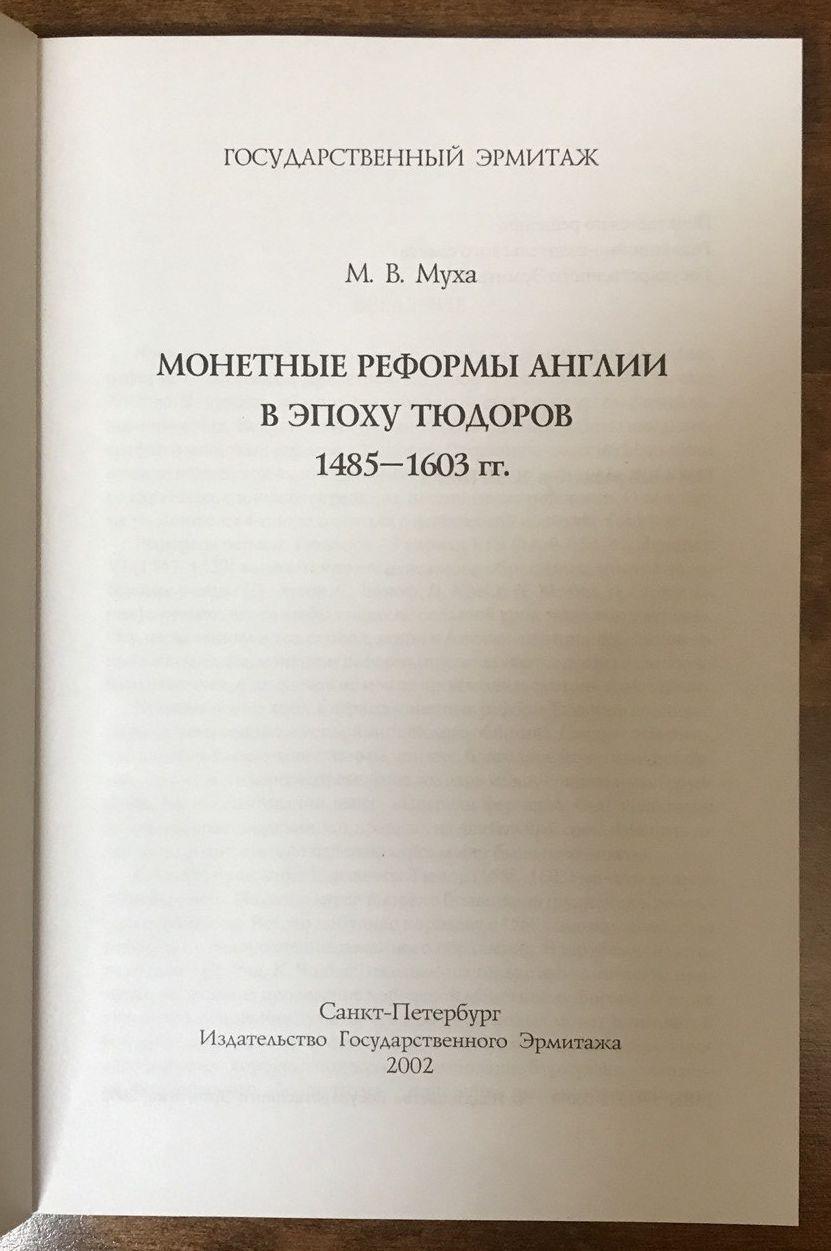 ГОСУДАРСТВЕННЫЙ ЭРМИТАЖ
М. В. Муха
МОНЕТНЫЕ РЕФОРМЫ АНГЛИИ
В ЭПОХУ ТЮДОРОВ
1485—1603 гг.
Санкт-Петербург
Издательство Государственного Эрмитажа
2002